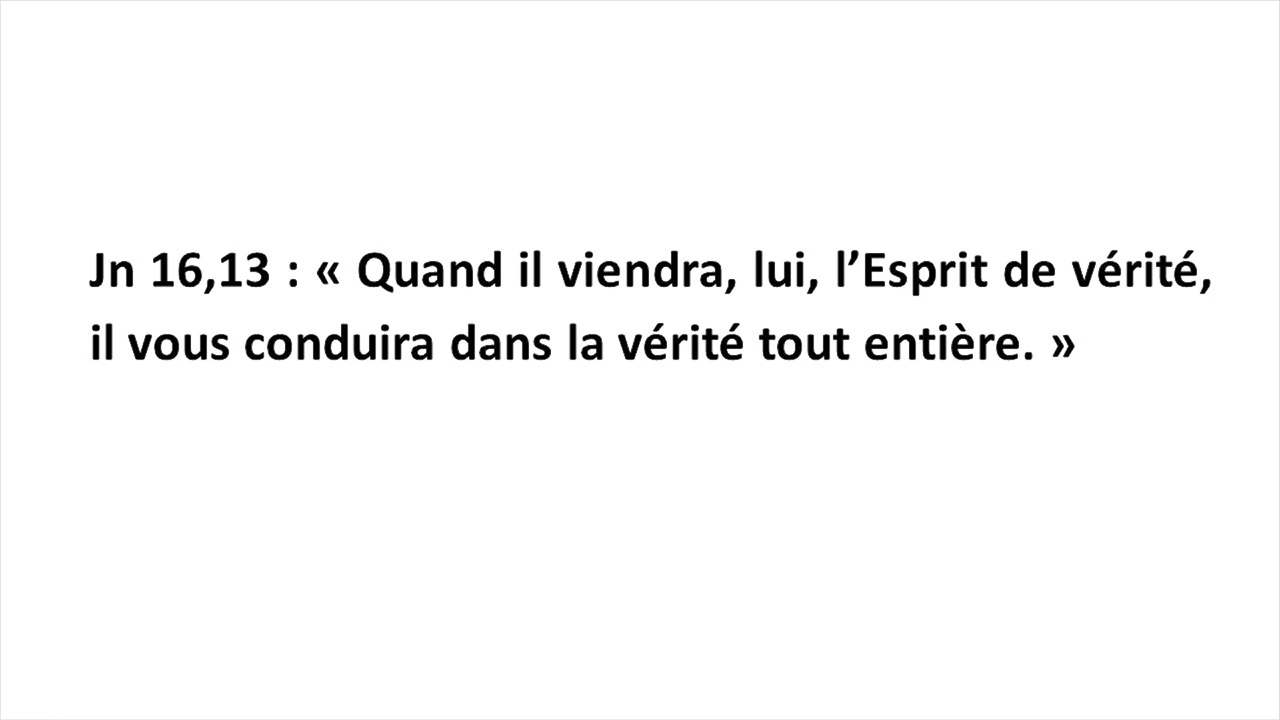 Jn 16,13 : « Quand il viendra, lui, l’Esprit de vérité,
il vous conduira dans la vérité tout entière. »